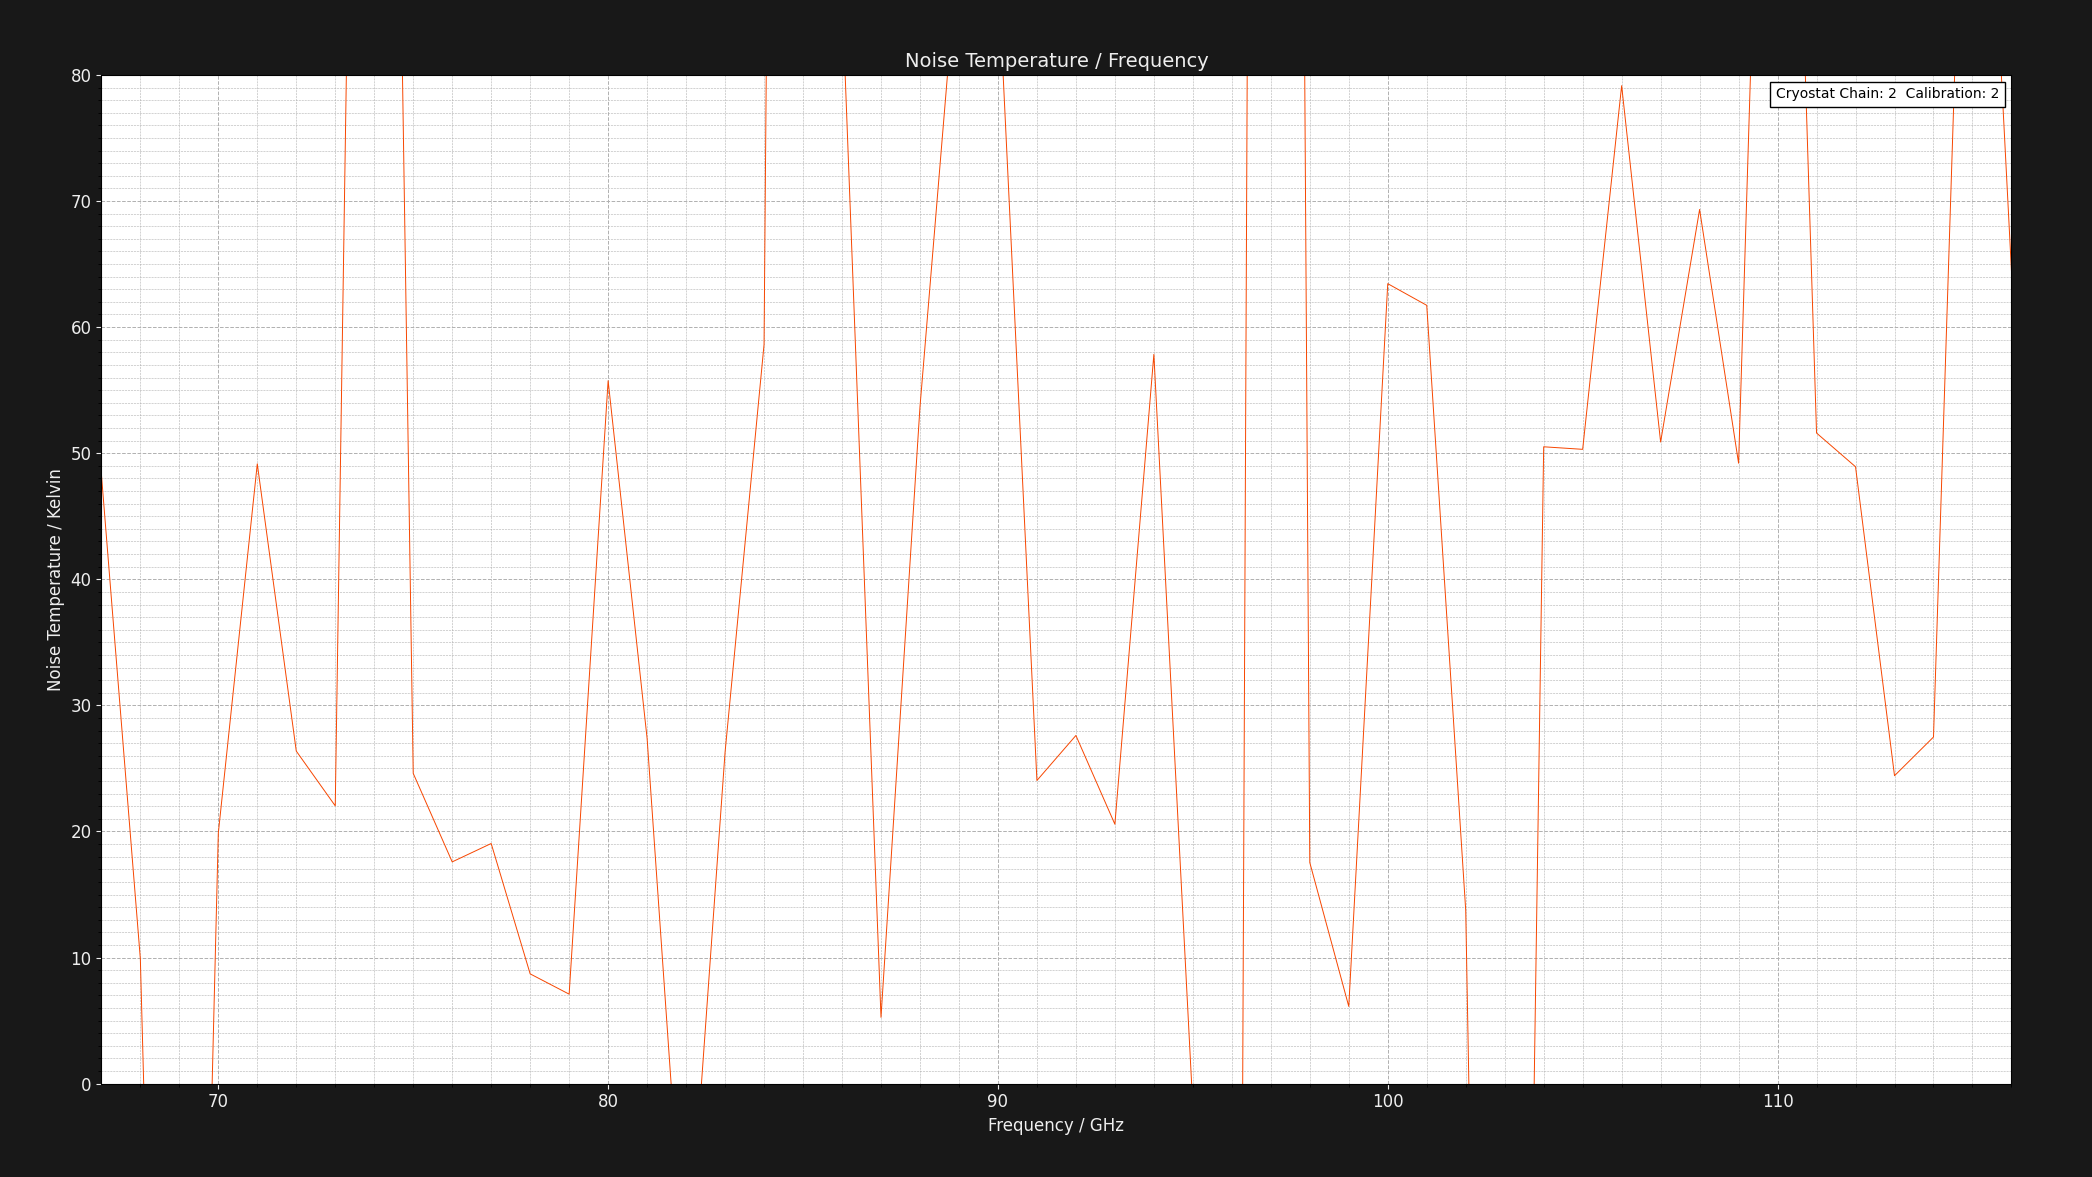 Noise Temperature / Frequency
Cryostat Chain: 2  Calibration: 2
Noise Temperature / Kelvin
80
70
60
50
40
30
20
10
0
70 80 90 100 110
Frequency / GHz